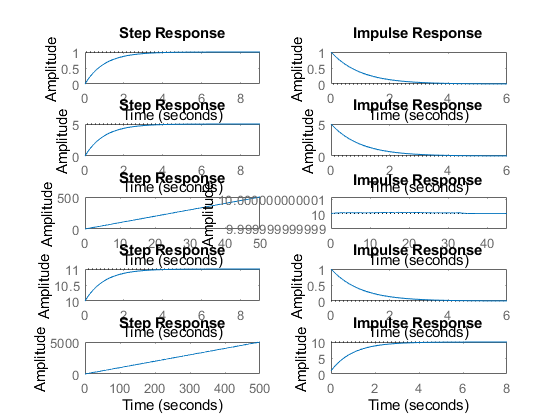 Step Response Impulse Response
Amplitude 1 0.5 0 Amplitude 1 0.5 0
0 2 4 6 8 0 2 4 6
Time (seconds) Time (seconds)
Step Response Impulse Response
Amplitude 5 0 Amplitude 5 0
0 2 4 6 8 0 2 4 6
Time (seconds) Time (seconds)
Step Response Impulse Response
Amplitude 500 0 Amplitude 10.000000000001 10 9.999999999999
0 10 20 30 40 50 0 10 20 30 40
Time (seconds) Time (seconds)
Step Response Impulse Response
Amplitude 11 10.5 10 Amplitude 1 0.5 0
0 2 4 6 8 0 2 4 6
Time (seconds) Time (seconds)
Step Response Impulse Response
Amplitude 5000 0 Amplitude 10 5 0
0 100 200 300 400 500 0 2 4 6 8
Time (seconds) Time (seconds)